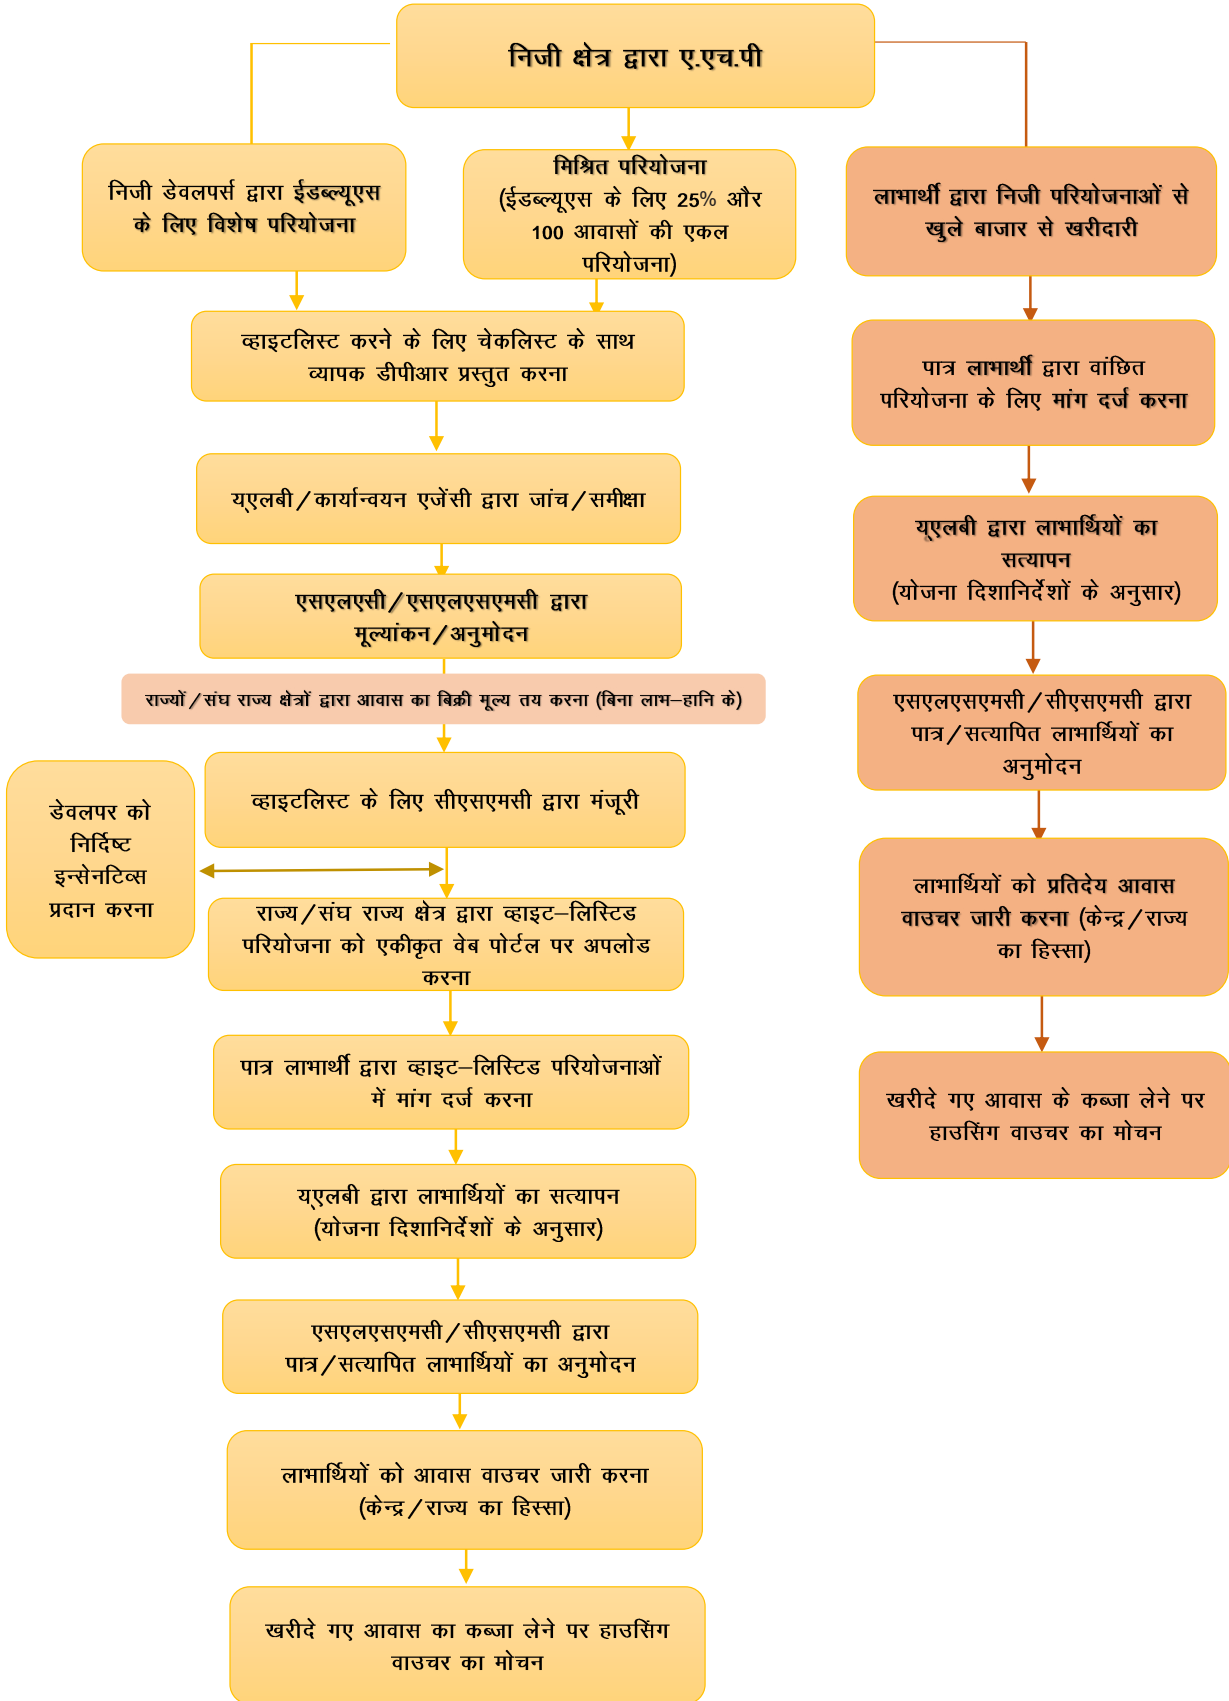 निजी क्षेत्र द्वारा ए.एच.पी
निजी डेवलपर्स द्वारा ईडब्ल्यूएस
के लिए विशेष परियोजना
मिश्रित परियोजना
(ईडब्ल्यूएस के लिए 25% और
100 आवासों की एकल
परियोजना)
लाभार्थी द्वारा निजी परियोजनाओं से
खुले बाजार से खरीदारी
व्हाइटलिस्ट करने के लिए चेकलिस्ट के साथ
व्यापक डीपीआर प्रस्तुत करना
यूएलबी/कार्यान्वयन एजेंसी द्वारा जांच/समीक्षा
एसएलएसी/एसएलएसएमसी द्वारा
मूल्यांकन/अनुमोदन
राज्यों/संघ राज्य क्षेत्रों द्वारा आवास का बिक्री मूल्य तय करना (बिना लाभ–हानि के)
व्हाइटलिस्ट के लिए सीएसएमसी द्वारा मंजूरी
डेवलपर को
निर्दिष्ट
इन्सेनटिव्स
प्रदान करना
राज्य/संघ राज्य क्षेत्र द्वारा व्हाइट–लिस्टिड
परियोजना को एकीकृत वेब पोर्टल पर अपलोड
करना
पात्र लाभार्थी द्वारा व्हाइट–लिस्टिड परियोजनाओं
में मांग दर्ज करना
यूएलबी द्वारा लाभार्थियों का सत्यापन
(योजना दिशानिर्देशों के अनुसार)
एसएलएसएमसी/सीएसएमसी द्वारा
पात्र/सत्यापित लाभार्थियों का अनुमोदन
लाभार्थियों को आवास वाउचर जारी करना
(केन्द्र/राज्य का हिस्सा)
खरीदे गए आवास का कब्जा लेने पर हाउसिंग
वाउचर का मोचन
पात्र लाभार्थी द्वारा वांछित
परियोजना के लिए मांग दर्ज करना
यूएलबी द्वारा लाभार्थियों का
सत्यापन
(योजना दिशानिर्देशों के अनुसार)
एसएलएसएमसी/सीएसएमसी द्वारा
पात्र/सत्यापित लाभार्थियों का
अनुमोदन
लाभार्थियों को प्रतिदेय आवास
वाउचर जारी करना (केन्द्र/राज्य
का हिस्सा)
खरीदे गए आवास के कब्जा लेने पर
हाउसिंग वाउचर का मोचन